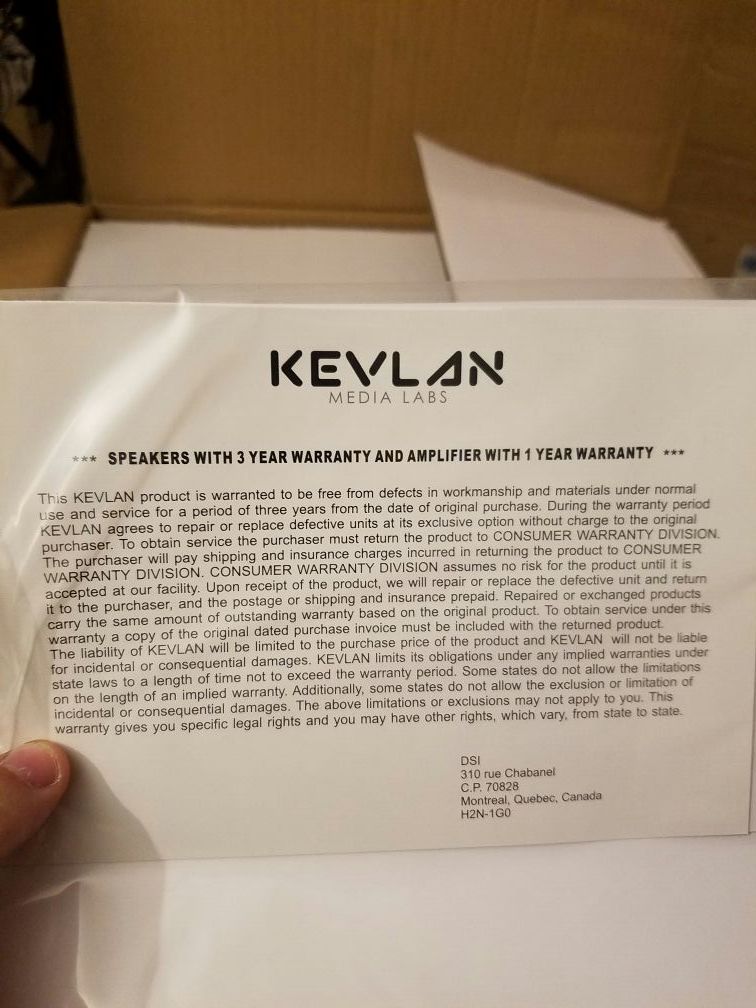 KEVLAN
MEDIA LABS
*** SPEAKERS WITH 3 YEAR WARRANTY AND AMPLIFIER WITH 1 YEAR WARRANTY ***
This KEVLAN product is warranted to be free from defects in workmanship and materials under normal
use and service for a period of three years from the date of original purchase. During the warranty period
KEVLAN agrees to repair or replace defective units at its exclusive option without charge to the original
purchaser. To obtain service the purchaser must return the product to CONSUMER WARRANTY DIVISION.
The purchaser will pay shipping and insurance charges incurred in returning the product to CONSUMER
WARRANTY DIVISION. CONSUMER WARRANTY DIVISION assumes no risk for the product until it is
accepted at our facility. Upon receipt of the product, we will repair or replace the defective unit and return
it to the purchaser, and the postage or shipping and insurance prepaid. Repaired or exchanged products
carry the same amount of outstanding warranty based on the original product. To obtain service under this
warranty a copy of the original dated purchase invoice must be included with the returned product.
The liability of KEVLAN will be limited to the purchase price of the product and KEVLAN will not be liable
for incidental or consequential damages. KEVLAN limits its obligations under any implied warranties under
state laws to a length of time not to exceed the warranty period. Some states do not allow the limitations
on the length of an implied warranty. Additionally, some states do not allow the exclusion or limitation of
incidental or consequential damages. The above limitations or exclusions may not apply to you. This
warranty gives you specific legal rights and you may have other rights, which vary, from state to state.
DSI
310 rue Chabanel
C.P. 70828
Montreal, Quebec, Canada
H2N-1G0